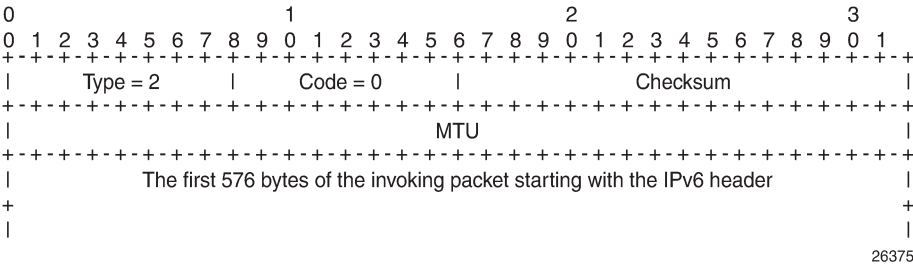 0 1 2 3
0 1 2 3 4 5 6 7 8 9 0 1 2 3 4 5 6 7 8 9 0 1 2 3 4 5 6 7 8 9 0 1
+-+-+-+-+-+-+-+-+-+-+-+-+-+-+-+-+-+-+-+-+-+-+-+-+-+-+-+-+-+-+-+-+
| Type = 2 | Code = 0 | Checksum |
+-+-+-+-+-+-+-+-+-+-+-+-+-+-+-+-+-+-+-+-+-+-+-+-+-+-+-+-+-+-+-+-+
| MTU |
+-+-+-+-+-+-+-+-+-+-+-+-+-+-+-+-+-+-+-+-+-+-+-+-+-+-+-+-+-+-+-+-+
| The first 576 bytes of the invoking packet starting with the IPv6 header |
+ +
| |
26375